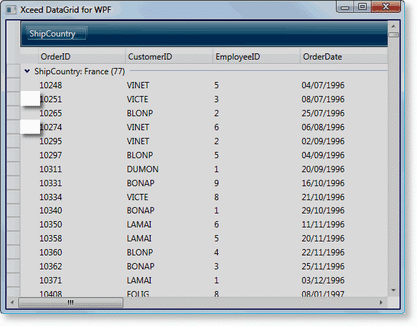 Xceed DataGrid for WPF
ShipCountry
OrderID CustomerID EmployeeID OrderDate
ShipCountry: France (77)
10248 VINET 5 04/07/1996
10251 VICTE 3 08/07/1996
10265 BLONP 2 25/07/1996
10274 VINET 6 06/08/1996
10295 VINET 2 02/09/1996
10297 BLONP 5 04/09/1996
10311 DUMON 1 20/09/1996
10331 BONAP 9 16/10/1996
10334 VICTE 8 21/10/1996
10340 BONAP 1 29/10/1996
10350 LAMAI 6 11/11/1996
10358 LAMAI 5 20/11/1996
10360 BLONP 4 22/11/1996
10362 BONAP 3 25/11/1996
10371 LAMAI 1 03/12/1996
10408 FOLIG 8 08/01/1997